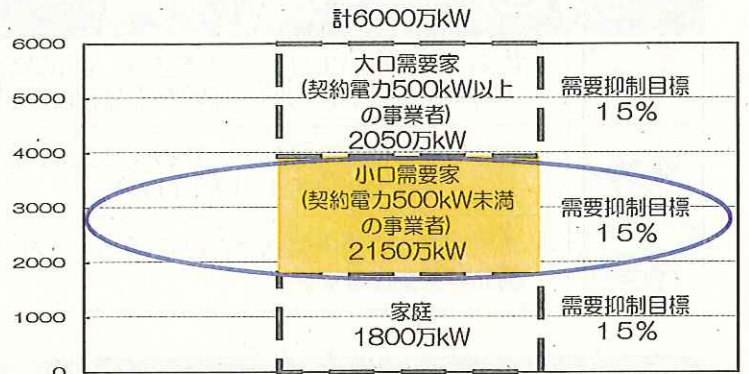 計6000万kW
6000
大口需要家
(契約電力500kW以上
の事業者)
2050万kW
需要抑制目標
15%
5000
4000
小口需要家
(契約電力500kW未満
の事業者)
2150万kW
需要抑制目標
15%
3000
2000
家庭
1800万kW
需要抑制目標
15%
1000
0